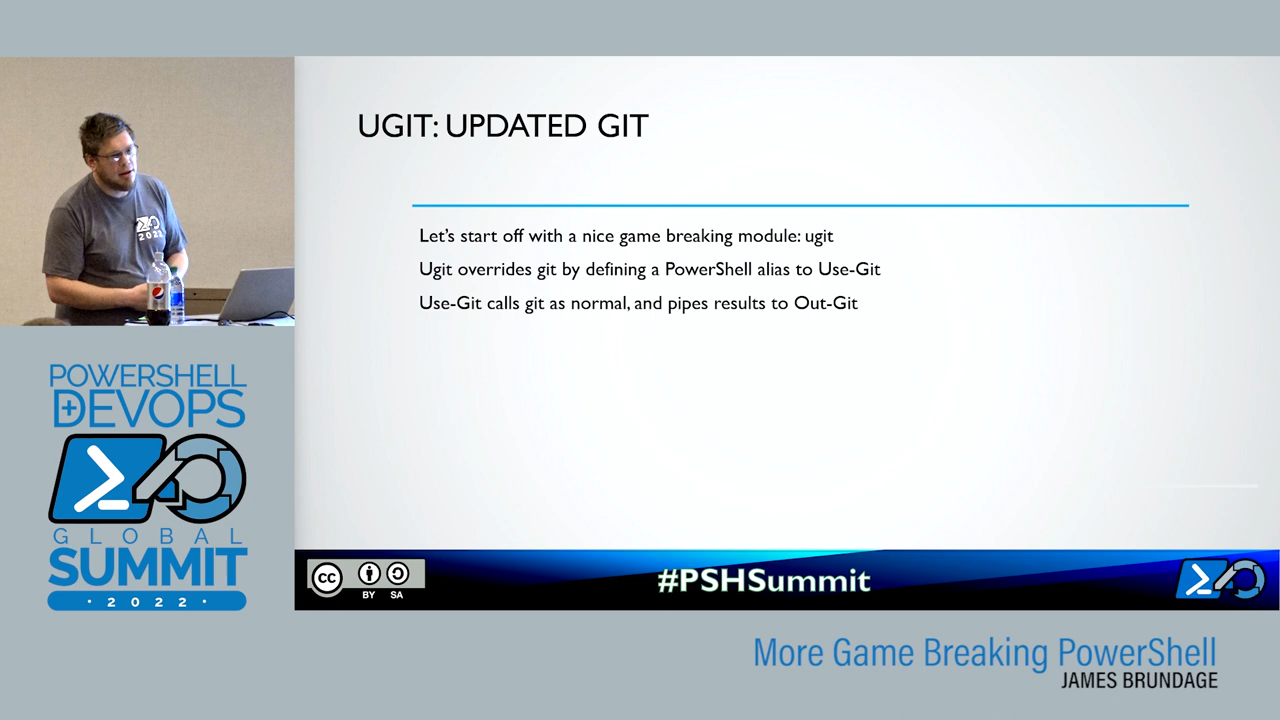 UGIT: UPDATED GIT
Let's start off with a nice game breaking module: ugit
Ugit overrides git by defining a PowerShell alias to Use-Git
Use-Git calls git as normal, and pipes results to Out-Git
2022
POWERSHELL
+DEVOPS
GLOBAL
SUMMIT
· 2022 ·
cc
BY SA
#PSHSummit
More Game Breaking PowerShell
JAMES BRUNDAGE